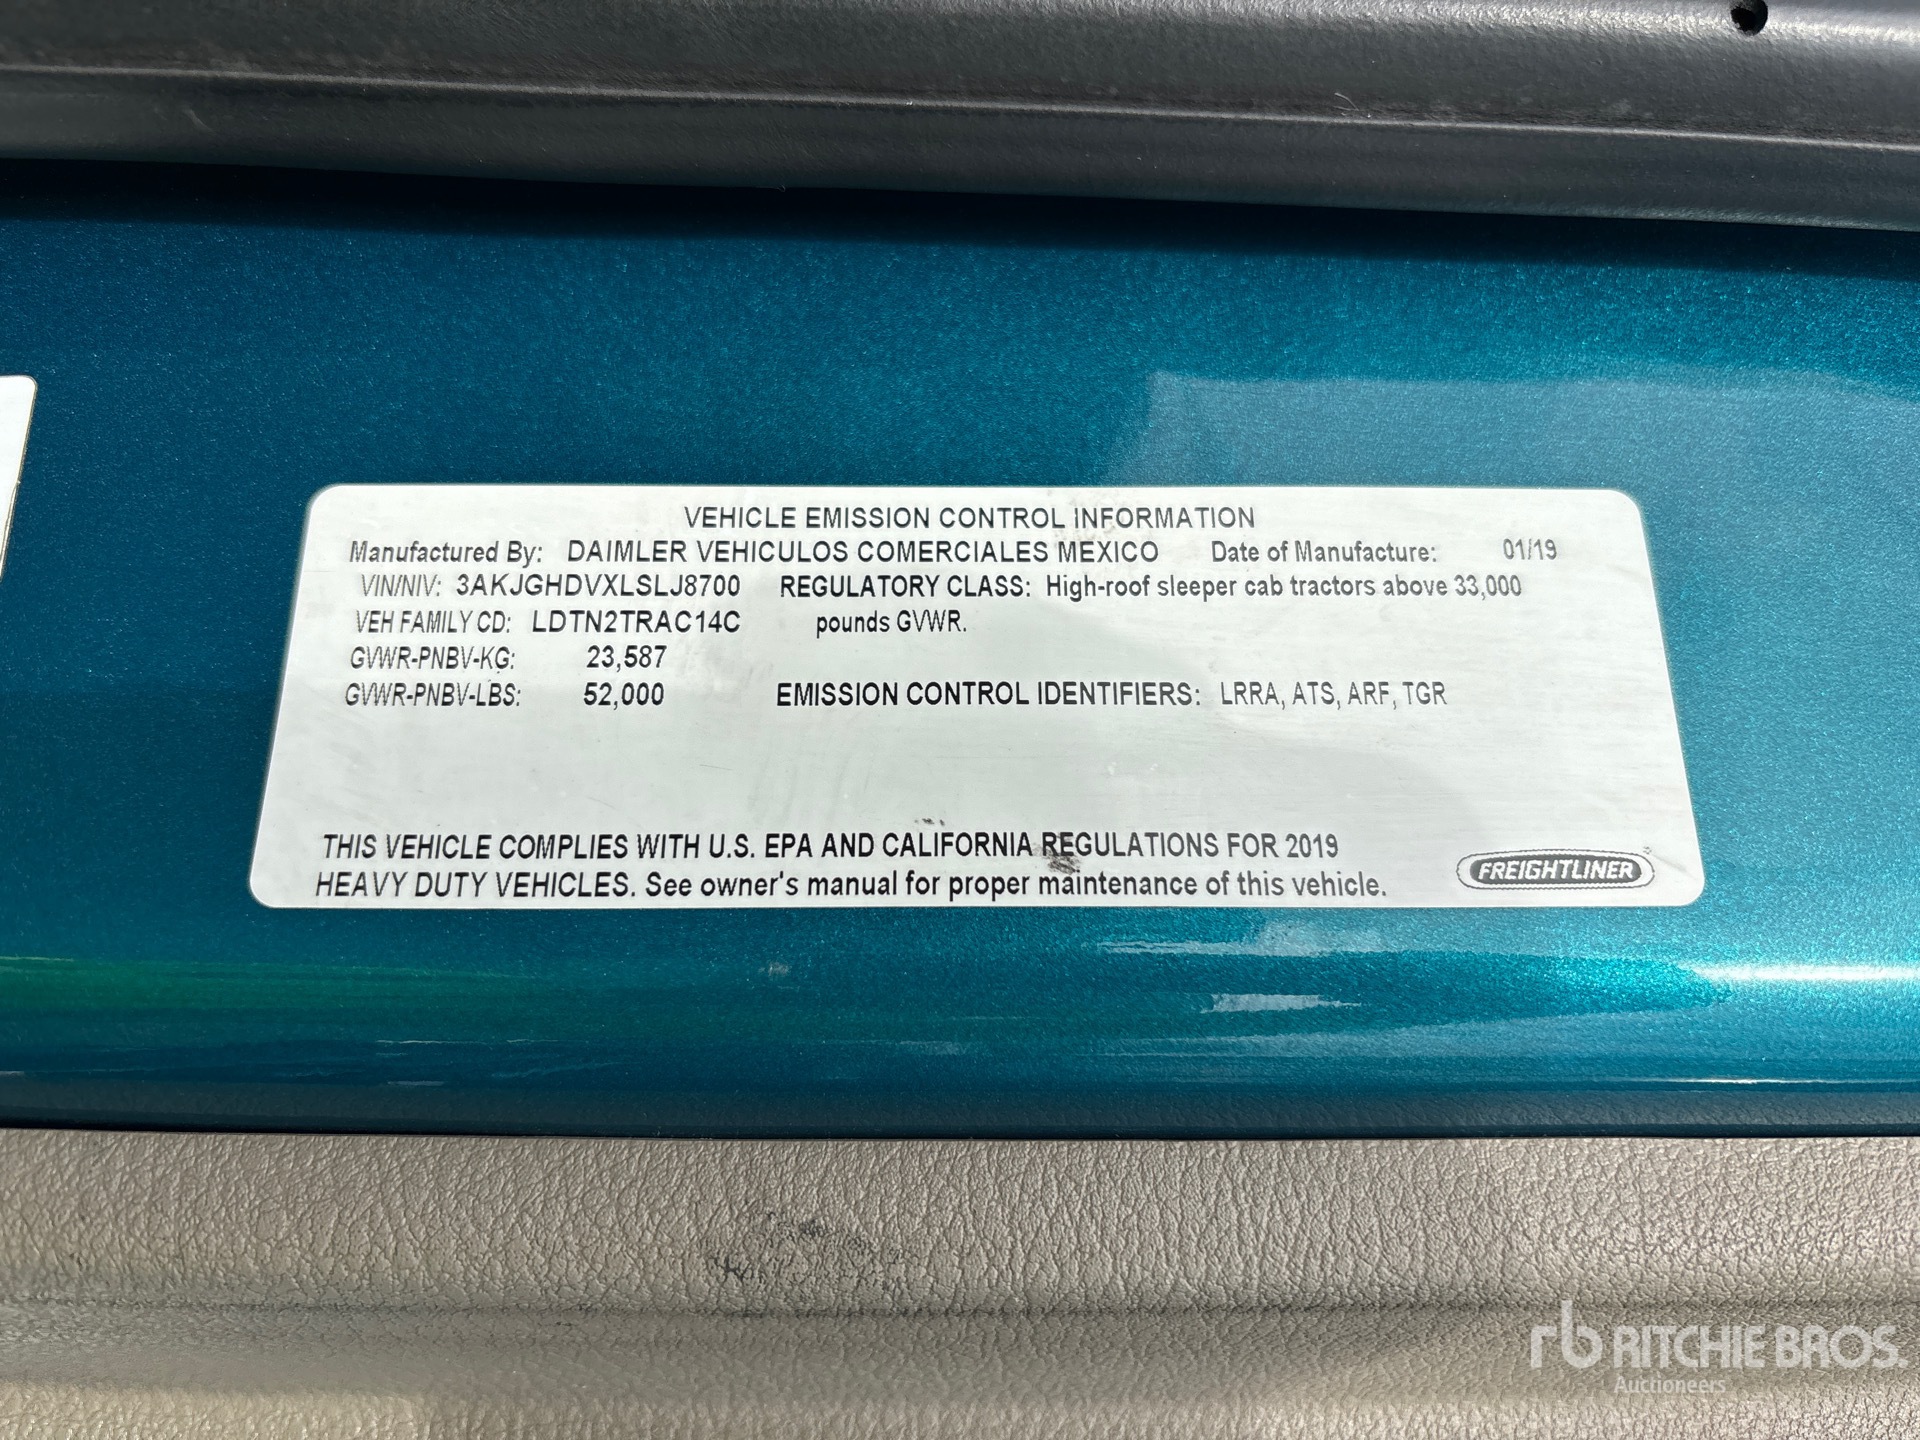 VEHICLE EMISSION CONTROL INFORMATION
Manufactured By: DAIMLER VEHICULOS COMERCIALES MEXICO Date of Manufacture: 01/19
VIN/NIV: 3AKJGHDVXLSLJ8700 REGULATORY CLASS: High-roof sleeper cab tractors above 33,000
VEH FAMILY CD: LDTN2TRAC14C pounds GVWR.
GVWR-PNBV-KG: 23,587
GVWR-PNBV-LBS: 52,000 EMISSION CONTROL IDENTIFIERS: LRRA, ATS, ARF, TGR
THIS VEHICLE COMPLIES WITH U.S. EPA AND CALIFORNIA REGULATIONS FOR 2019
HEAVY DUTY VEHICLES. See owner's manual for proper maintenance of this vehicle.
FREIGHTLINER
rb RITCHIE BROS.
Auctioneers